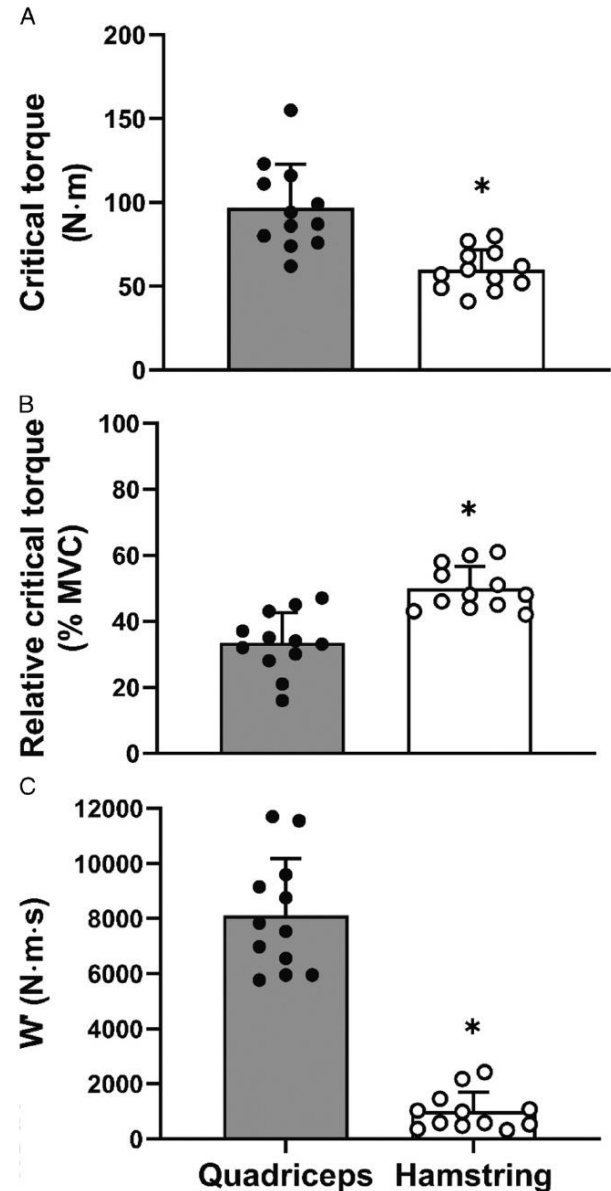 A
Critical torque
(N·m)
200
150
100
50
0
*
B
Relative critical torque
(% MVC)
100
80
60
40
20
0
*
C
W' (N·m·s)
12000
10000
8000
6000
4000
2000
0
*
Quadriceps Hamstring